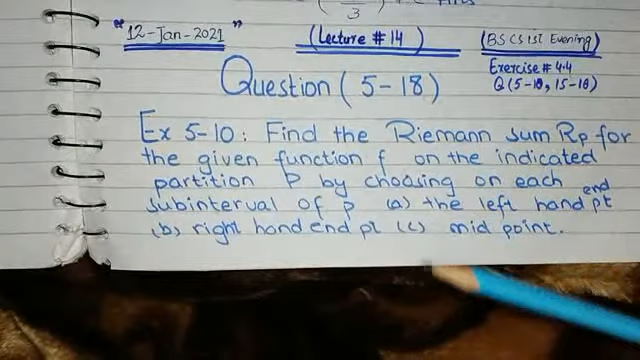 3
"12-Jan-2021" (Lecture # 14) (BSCS 1st Evening)
Exercise# 4.4
Question (5-18) Q(5-10, 15-18)
Ex 5-10: Find the Riemann sum Rp for
the given function f on the indicated
partition P by choosing on each
subinterval of p (a) the left hand end pt
(b) right hand end pt (c) mid point.